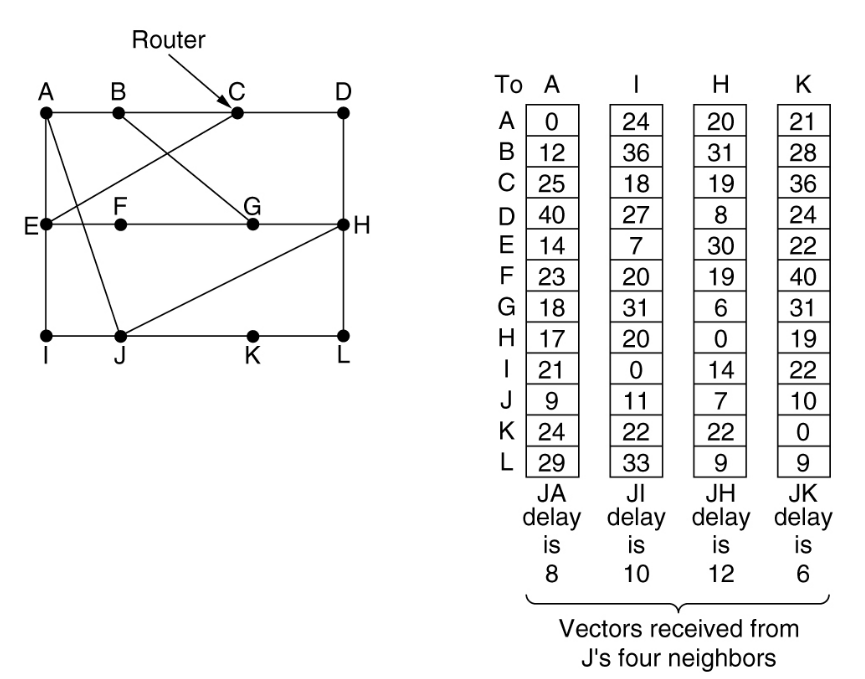 Router
A B C D
E F G H
I J K L
To A I H K
A 0 24 20 21
B 12 36 31 28
C 25 18 19 36
D 40 27 8 24
E 14 7 30 22
F 23 20 19 40
G 18 31 6 31
H 17 20 0 19
I 21 0 14 22
J 9 11 7 10
K 24 22 22 0
L 29 33 9 9
JA JI JH JK
delay delay delay delay
is is is is
8 10 12 6
Vectors received from
J's four neighbors